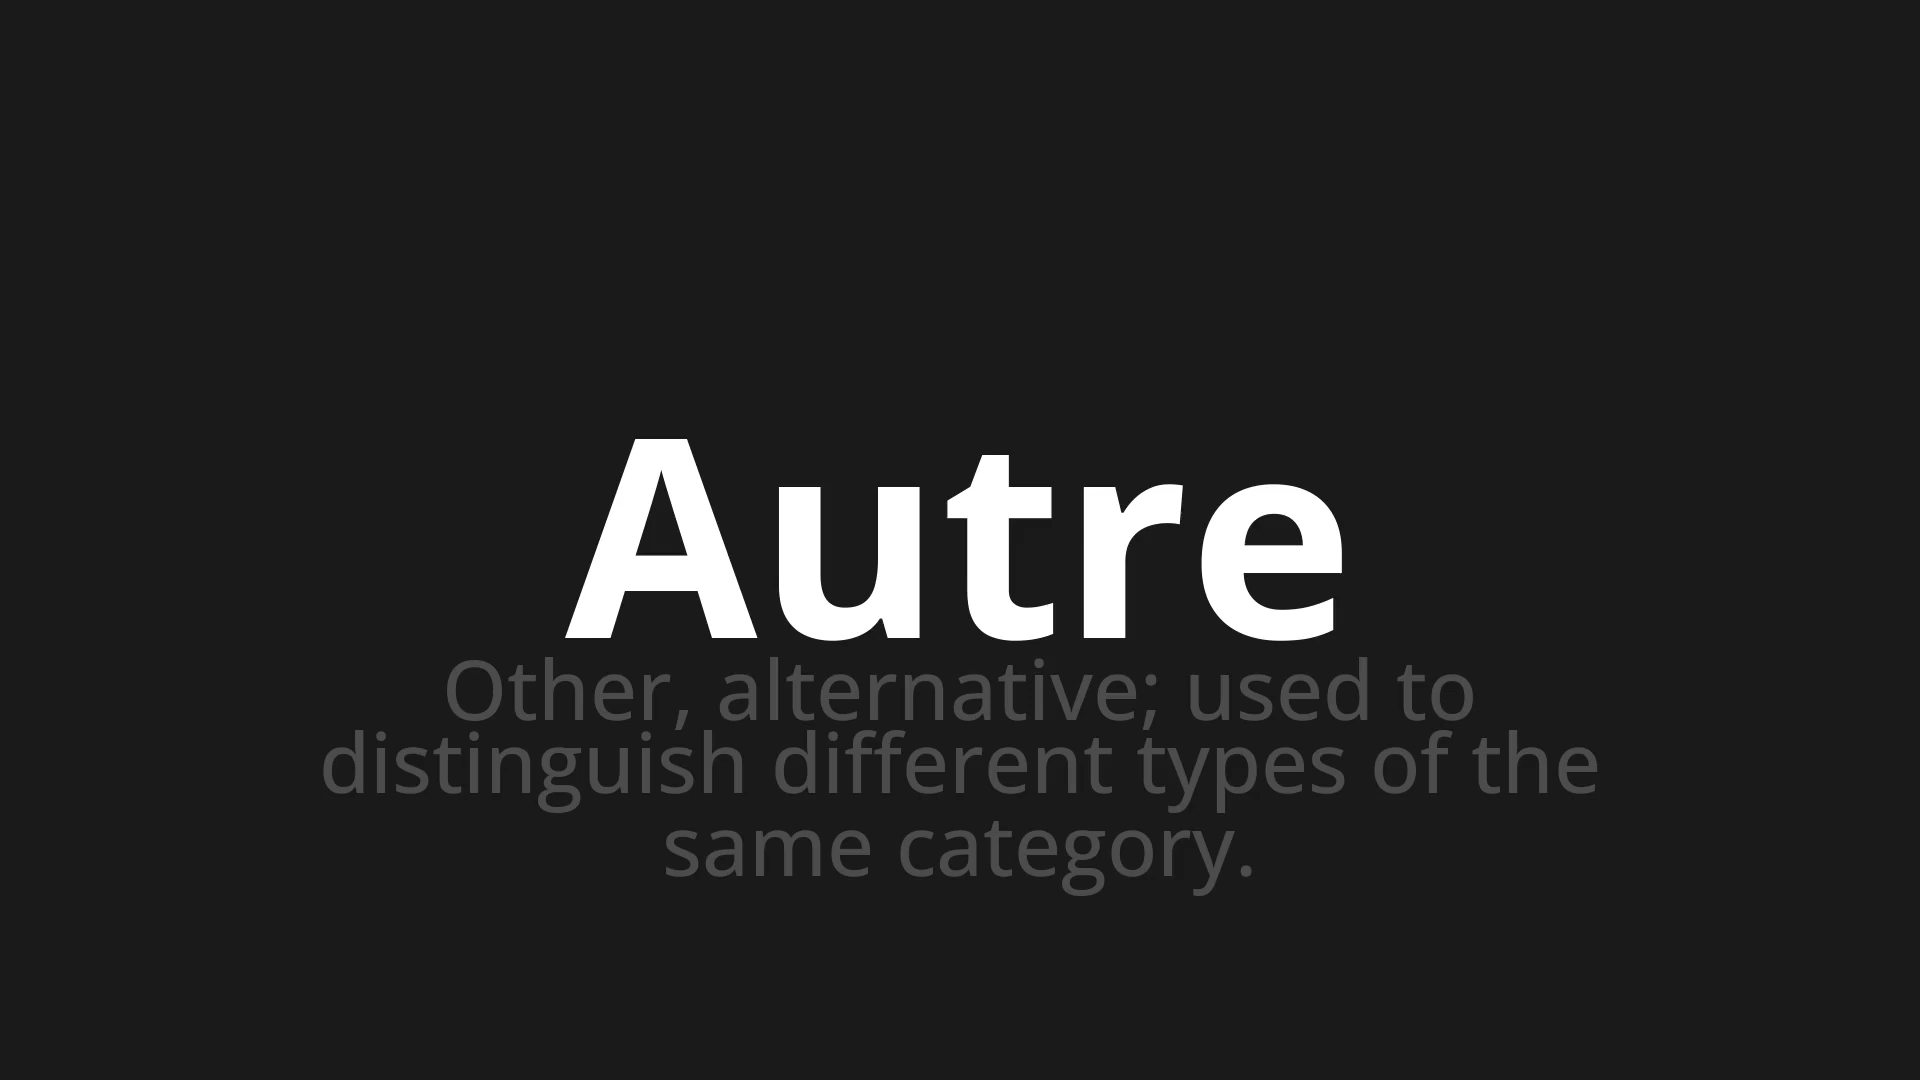 Autre
Other, alternative; used to
distinguish different types of the
same category.